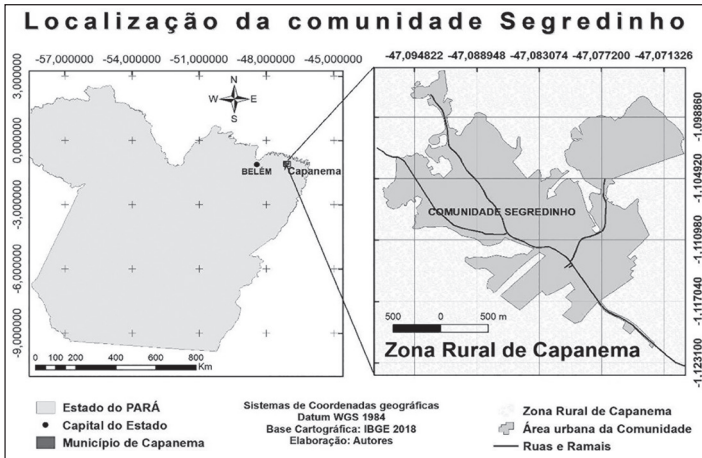 Localização da comunidade Segredinho
-57,000000 -54,000000 -51,000000 -48,000000 -45,000000
3,000000
0,000000
-3,000000
-6,000000
-9,000000
N
W E
S
BELÉM
Capanema
0 100 200 400 600 800
Km
-47,094822 -47,088948 -47,083074 -47,077200 -47,071326
-1,098860
-1,104920
-1,110980
-1,117040
-1,123100
COMUNIDADE SEGREDINHO
500 0 500 m
Zona Rural de Capanema
Estado do PARÁ
Capital do Estado
Município de Capanema
Sistemas de Coordenadas geográficas
Datum WGS 1984
Base Cartográfica: IBGE 2018
Elaboração: Autores
Zona Rural de Capanema
Área urbana da Comunidade
Ruas e Ramais